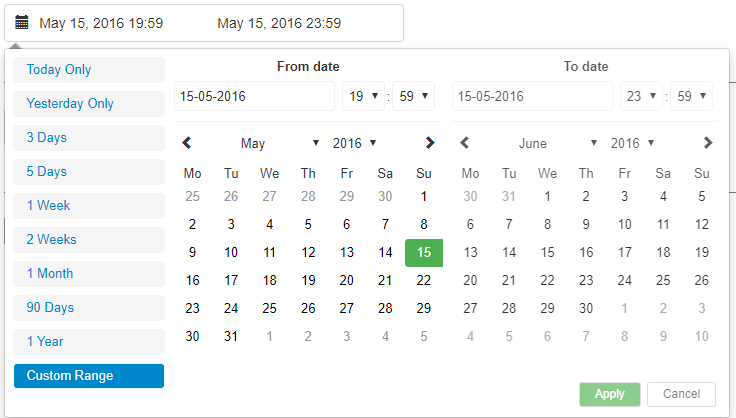 May 15, 2016 19:59 May 15, 2016 23:59
From date To date
Today Only
15-05-2016 19 : 59 15-05-2016 23 : 59
Yesterday Only
3 Days
May 2016 June 2016
5 Days
Mo Tu We Th Fr Sa Su Mo Tu We Th Fr Sa Su
1 Week
25 26 27 28 29 30 1 30 31 1 2 3 4 5
2 Weeks
2 3 4 5 6 7 8 6 7 8 9 10 11 12
9 10 11 12 13 14 15 13 14 15 16 17 18 19
1 Month
16 17 18 19 20 21 22 20 21 22 23 24 25 26
90 Days
23 24 25 26 27 28 29 27 28 29 30 1 2 3
1 Year
30 31 1 2 3 4 5 4 5 6 7 8 9 10
Custom Range
Apply Cancel